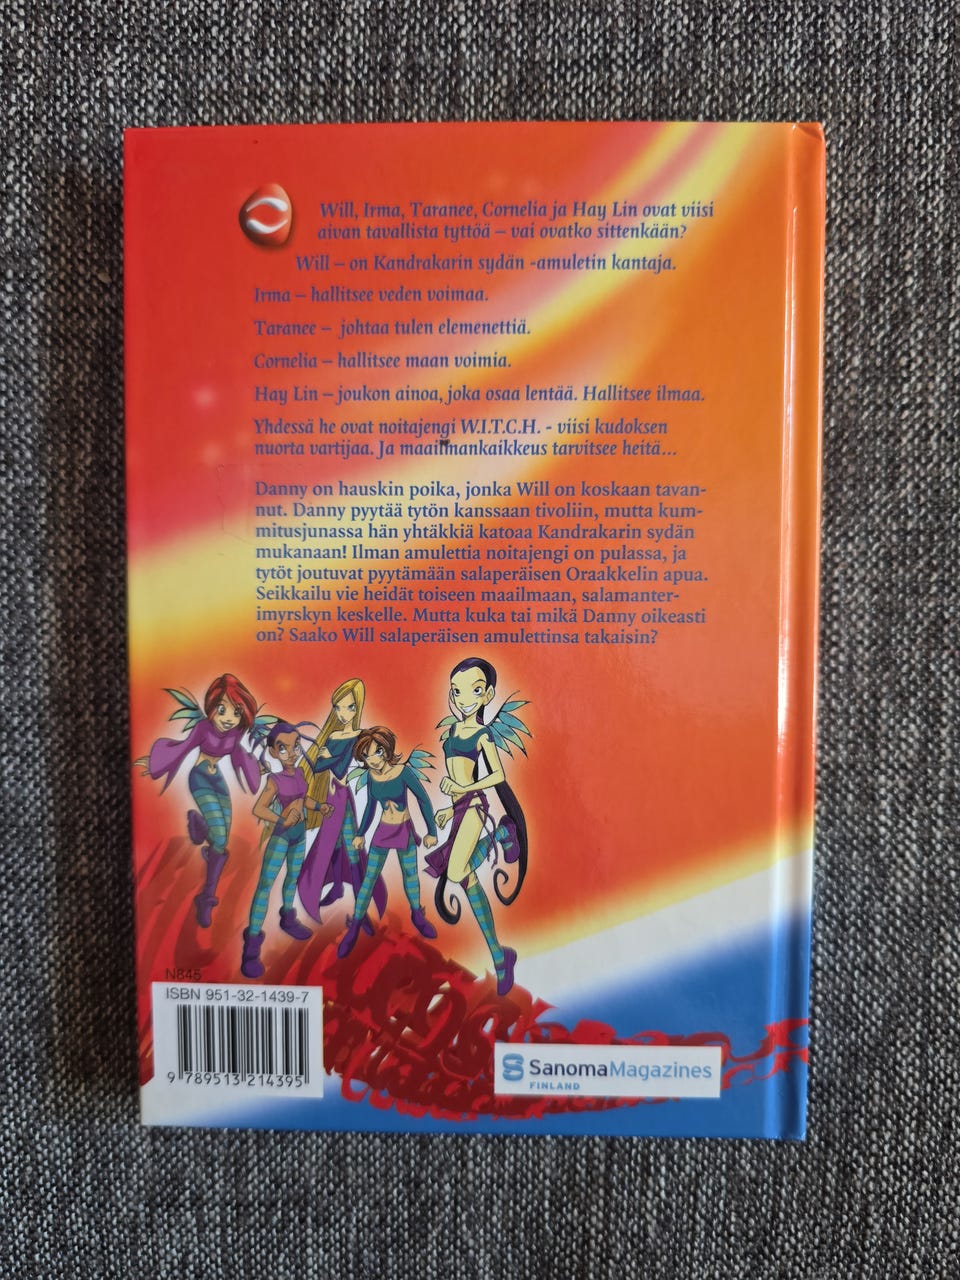 Will, Irma, Taranee, Cornelia ja Hay Lin ovat viisi
aivan tavallista tyttöä – vai ovatko sittenkään?
Will – on Kandrakarin sydän -amuletin kantaja.
Irma – hallitsee veden voimaa.
Taranee – johtaa tulen elemenettiä.
Cornelia – hallitsee maan voimia.
Hay Lin – joukon ainoa, joka osaa lentää. Hallitsee ilmaa.
Yhdessä he ovat noitajengi W.I.T.C.H. - viisi kudoksen
nuorta vartijaa. Ja maailmankaikkeus tarvitsee heitä...
Danny on hauskin poika, jonka Will on koskaan tavan-
nut. Danny pyytää tytön kanssaan tivoliin, mutta kum-
mitusjunassa hän yhtäkkiä katoaa Kandrakarin sydän
mukanaan! Ilman amulettia noitajengi on pulassa, ja
tytöt joutuvat pyytämään salaperäisen Oraakkelin apua.
Seikkailu vie heidät toiseen maailmaan, salamanter-
imyrskyn keskelle. Mutta kuka tai mikä Danny oikeasti
on? Saako Will salaperäisen amulettinsa takaisin?
N845
ISBN 951-32-1439-7
9 789513 214395
SanomaMagazines
FINLAND